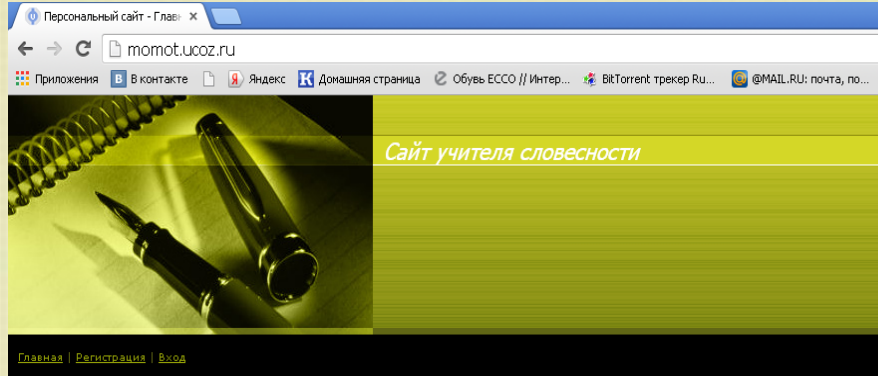 Персональный сайт - Глав
momot.ucoz.ru
Приложения В контакте Яндекс Домашняя страница Обувь ECCO // Интер... BitTorrent трекер Ru... @MAIL.RU: почта, по...
Сайт учителя словесности
Главная | Регистрация | Вход